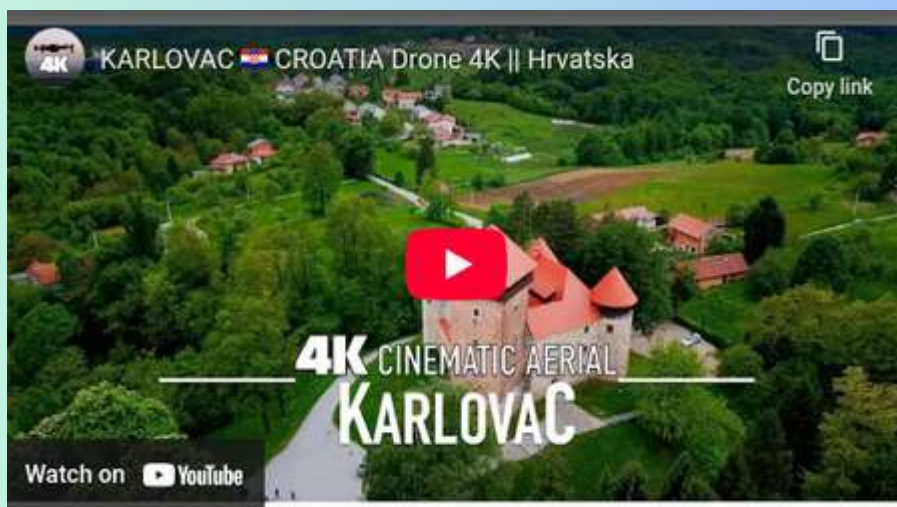 4K
KARLOVAC 🇭🇷 CROATIA Drone 4K || Hrvatska
Copy link
4K CINEMATIC AERIAL
KARLOVAC
Watch on YouTube